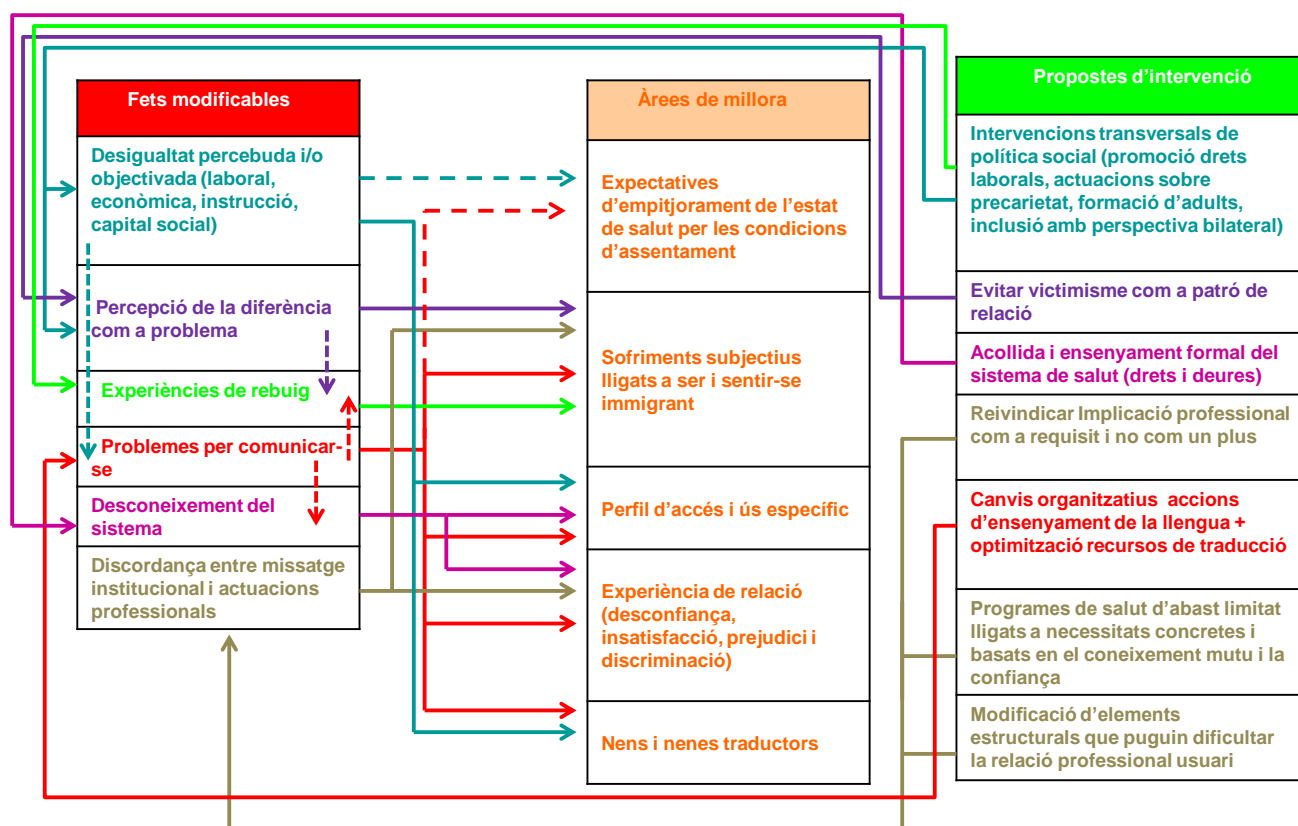 Fets modificables
Desigualtat percebuda i/o
objectivada (laboral,
econòmica, instrucció,
capital social)
Percepció de la diferència
com a problema
Experiències de rebuig
Problemes per comunicar-
se
Desconeixement del
sistema
Discordança entre missatge
institucional i actuacions
professionals
Àrees de millora
Expectatives
d’empitjorament de l’estat
de salut per les condicions
d’assentament
Sofriments subjectius
lligats a ser i sentir-se
immigrant
Perfil d’accés i ús específic
Experiència de relació
(desconfiança,
insatisfacció, prejudici i
discriminació)
Nens i nenes traductors
Propostes d’intervenció
Intervencions transversals de
política social (promoció drets
laborals, actuacions sobre
precarietat, formació d’adults,
inclusió amb perspectiva bilateral)
Evitar victimisme com a patró de
relació
Acollida i ensenyament formal del
sistema de salut (drets i deures)
Reivindicar Implicació professional
com a requisit i no com un plus
Canvis organitzatius accions
d’ensenyament de la llengua +
optimització recursos de traducció
Programes de salut d’abast limitat
lligats a necessitats concretes i
basats en el coneixement mutu i la
confiança
Modificació d’elements
estructurals que puguin dificultar
la relació professional usuari